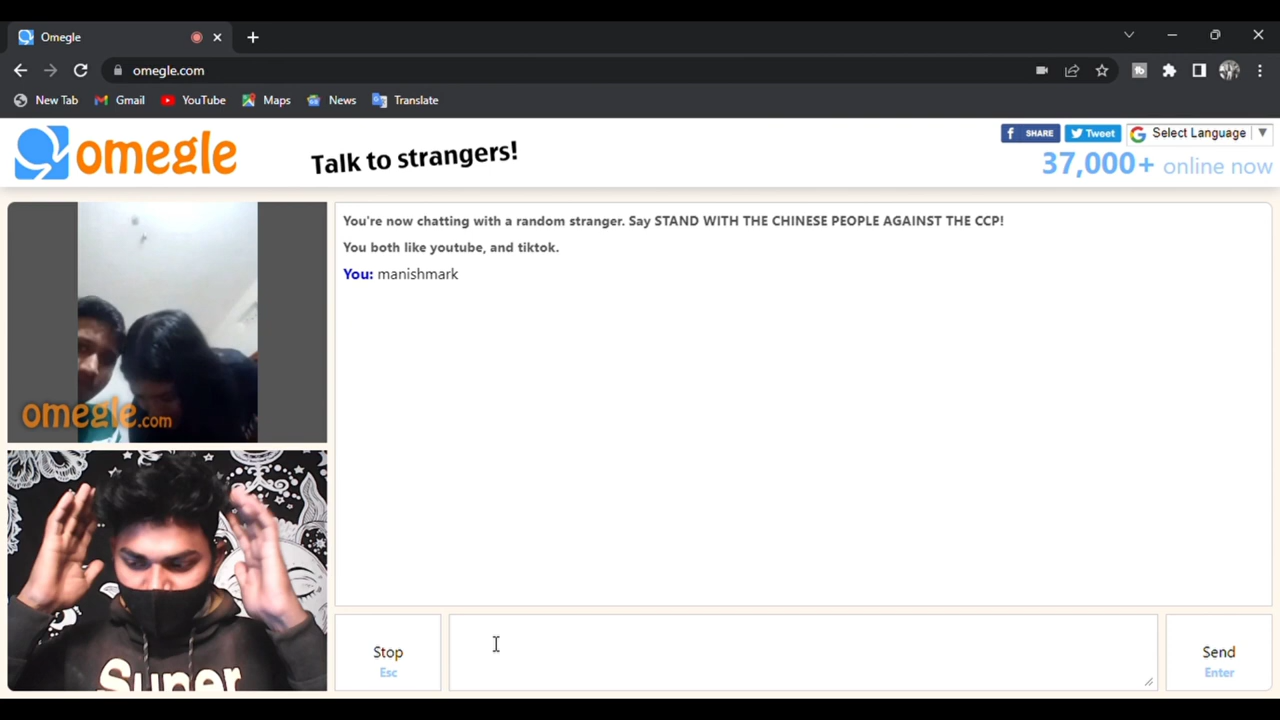 Omegle
omegle.com
New Tab Gmail YouTube Maps News Translate
omegle Talk to strangers! SHARE Tweet Select Language
37,000+ online now
You're now chatting with a random stranger. Say STAND WITH THE CHINESE PEOPLE AGAINST THE CCP!
You both like youtube, and tiktok.
You: manishmark
omegle.com
Stop
Esc
Send
Enter
Super